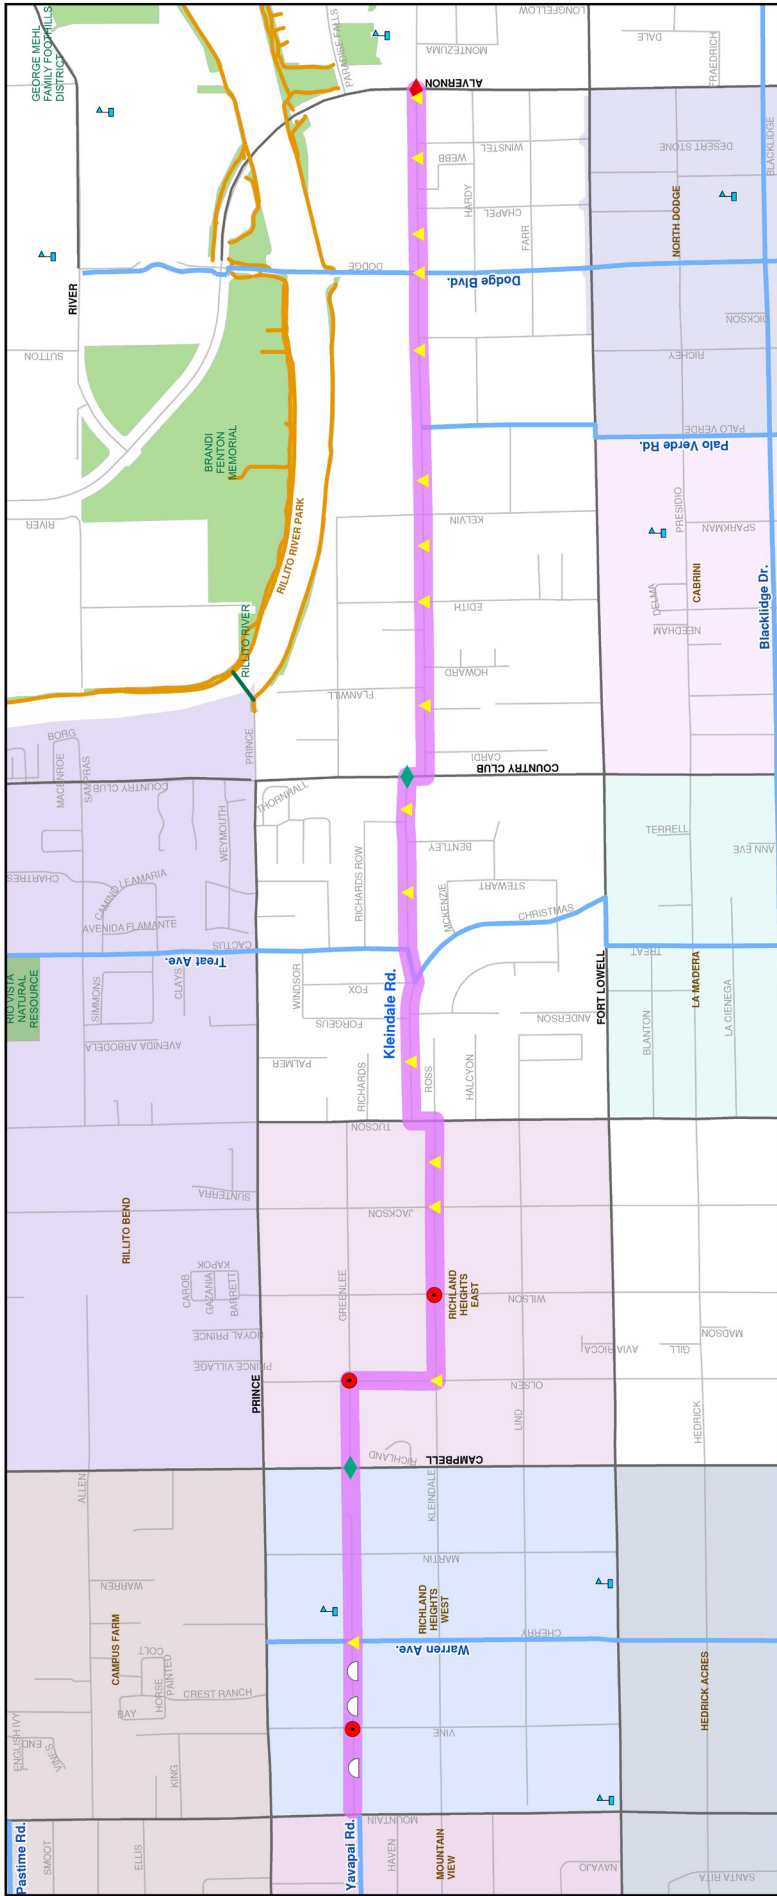 GEORGE MEHL
FAMILY FOOTHILLS
DISTRICT
PARADISE FALLS
LONGFELLOW
MONTEZUMA
DALE
FRAEDRICH
ALVERNON
WINSTEL
WEBB
DESERT STONE
BLACKLIDGE
HARDY
CHAPEL
FARR
NORTH DODGE
DODGE
Dodge Blvd.
RIVER
SUTTON
DICKSON
RICHEY
BRANDI
FENTON
MEMORIAL
PALO VERDE
Palo Verde Rd.
RIVER
KELVIN
PRESIDIO
SPARKMAN
RILLITO RIVER PARK
EDITH
DELMA
NEEDHAM
CABRINI
Blacklidge Dr.
RILLITO RIVER
HOWARD
FLANWILL
BORG
MACENROE
SAMPRAS
PRINCE
CARDI
COUNTRY CLUB
COUNTRY CLUB
THORNHALL
WEYMOUTH
BENTLEY
TERRELL
ANN EVE
CHARTRES
CAMINO LEAMARIA
AVENIDA FLAMANTE
RICHARDS ROW
STEWART
MCKENZIE
CHRISTMAS
CACTUS
Treat Ave.
TREAT
RIO VISTA
NATURAL
RESOURCE
SIMMONS
CLAYS
WINDSOR
FOX
Kleindale Rd.
FORT LOWELL
LA MADERA
LA CIENEGA
BLANTON
FORGEUS
ANDERSON
AVENIDA ARBODELA
PALMER
RICHARDS
ROSS
HALCYON
TUCSON
SUNTERRA
JACKSON
RILLITO BEND
KAPOK
CAROB
GAZANIA
BARRETT
GREENLEE
RICHLAND
HEIGHTS
EAST
WILSON
ROYAL PRINCE
PRINCE VILLAGE
AVIA RICCA
GILL
MADSON
PRINCE
OLSEN
LIND
HEDRICK
RICHLAND
CAMPBELL
ALLEN
KLEINDALE
MARTIN
WARREN
CAMPUS FARM
RICHLAND
HEIGHTS
WEST
CHERRY
Warren Ave.
COLT
HORSE
PAINTED
CREST RANCH
BAY
HEDRICK ACRES
ENGLISH IVY
VINES
END
VINE
KING
MOUNTAIN
Pastime Rd.
SMOOT
ELLIS
Yavapai Rd.
HAVEN
MOUNTAIN
VIEW
NAVAJO
SANTA RITA